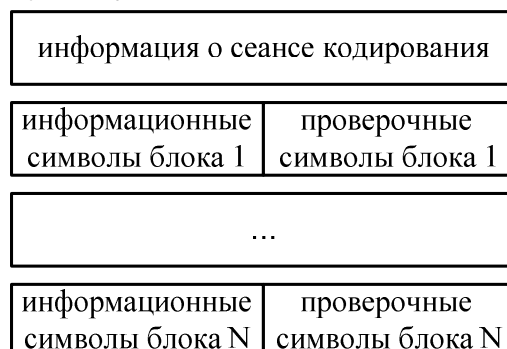 информация о сеансе кодирования
информационные проверочные
символы блока 1 символы блока 1
...
информационные проверочные
символы блока N символы блока N